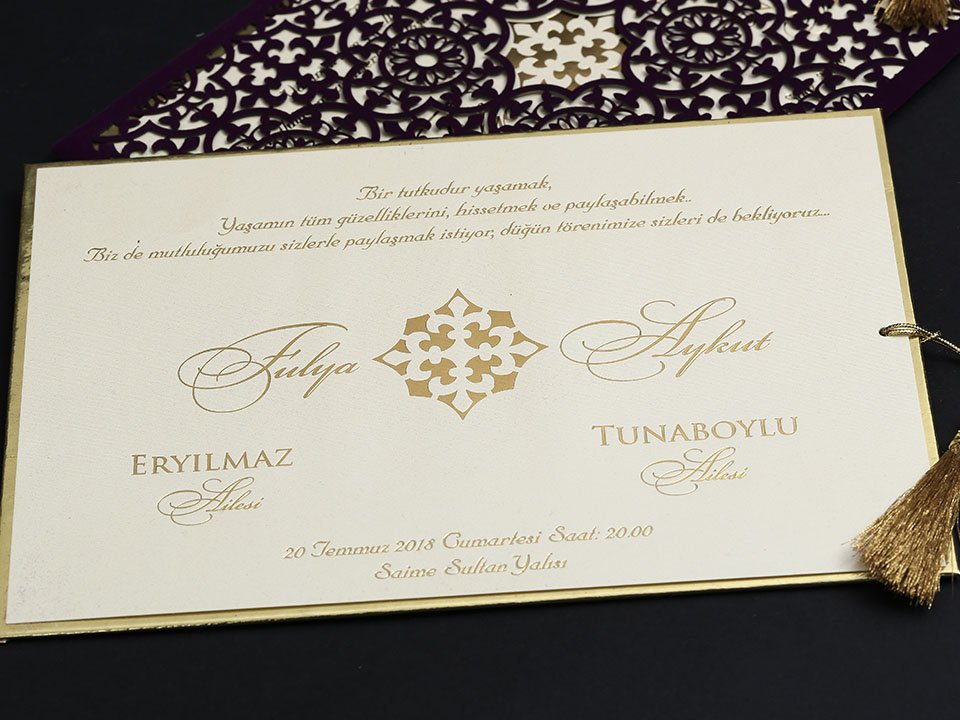 Bir tutkudur yaşamak,
Yaşamın tüm güzelliklerini, hissetmek ve paylaşabilmek..
Biz de mutluluğumuzu sizlerle paylaşmak istiyor, düğün törenimize sizleri de bekliyoruz...
Fulya Aykut
ERYILMAZ
Ailesi
TUNABOYLU
Ailesi
20 Temmuz 2018 Cumartesi Saat: 20.00
Saime Sultan Yalısı